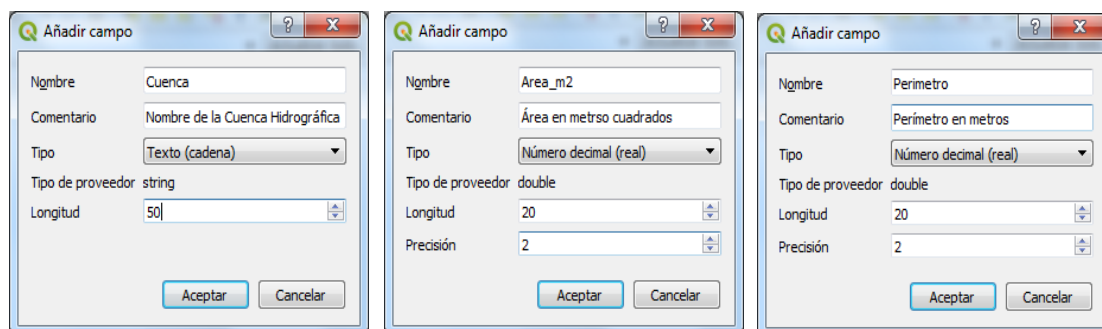 Añadir campo
Nombre Cuenca
Comentario Nombre de la Cuenca Hidrográfica
Tipo Texto (cadena)
Tipo de proveedor string
Longitud 50
Aceptar Cancelar
Añadir campo
Nombre Area_m2
Comentario Área en metrso cuadrados
Tipo Número decimal (real)
Tipo de proveedor double
Longitud 20
Precisión 2
Aceptar Cancelar
Añadir campo
Nombre Perimetro
Comentario Perímetro en metros
Tipo Número decimal (real)
Tipo de proveedor double
Longitud 20
Precisión 2
Aceptar Cancelar